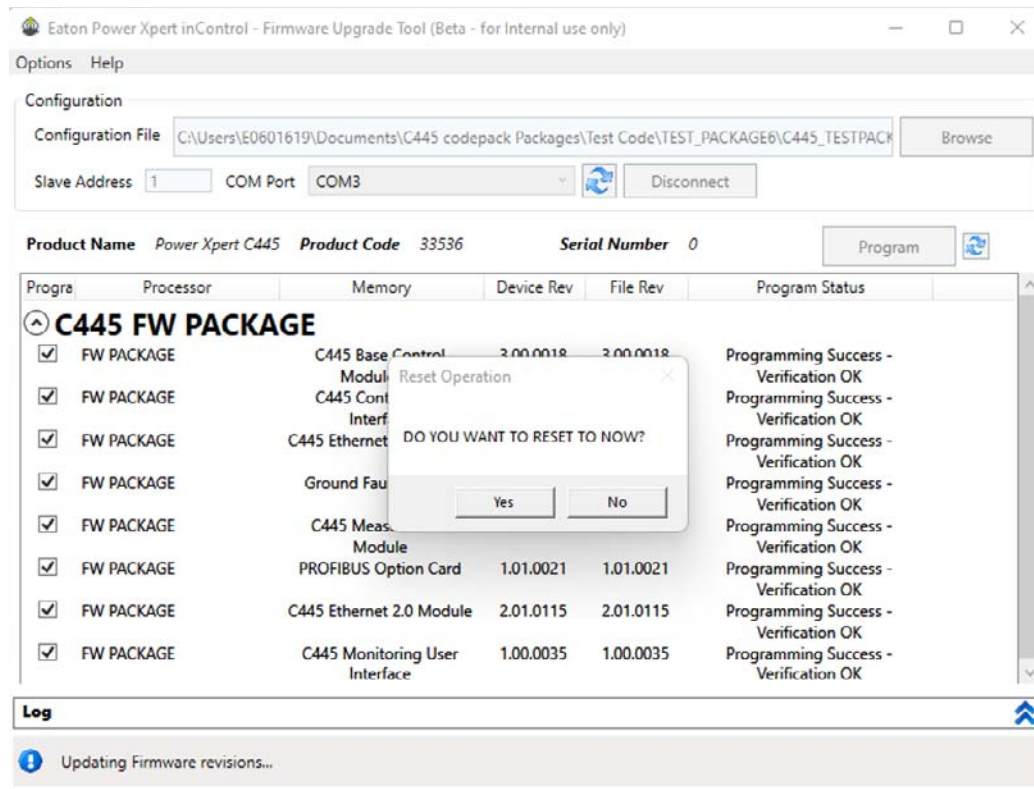 Eaton Power Xpert inControl - Firmware Upgrade Tool (Beta - for Internal use only)
Options Help
Configuration
Configuration File C:\Users\E0601619\Documents\C445 codepack Packages\Test Code\TEST_PACKAGE6\C445_TESTPACK Browse
Slave Address 1 COM Port COM3 Disconnect
Product Name Power Xpert C445 Product Code 33536 Serial Number 0 Program
Progra Processor Memory Device Rev File Rev Program Status
C445 FW PACKAGE
FW PACKAGE C445 Base Control 3.00.0018 3.00.0018 Programming Success -
Modul Verification OK
FW PACKAGE C445 Cont Programming Success -
Interf Verification OK
FW PACKAGE C445 Ethernet Programming Success -
Verification OK
FW PACKAGE Ground Fau Programming Success -
Verification OK
FW PACKAGE C445 Meas Programming Success -
Module Verification OK
FW PACKAGE PROFIBUS Option Card 1.01.0021 1.01.0021 Programming Success -
Verification OK
FW PACKAGE C445 Ethernet 2.0 Module 2.01.0115 2.01.0115 Programming Success -
Verification OK
FW PACKAGE C445 Monitoring User 1.00.0035 1.00.0035 Programming Success -
Interface Verification OK
Reset Operation
DO YOU WANT TO RESET TO NOW?
Yes No
Log
Updating Firmware revisions...